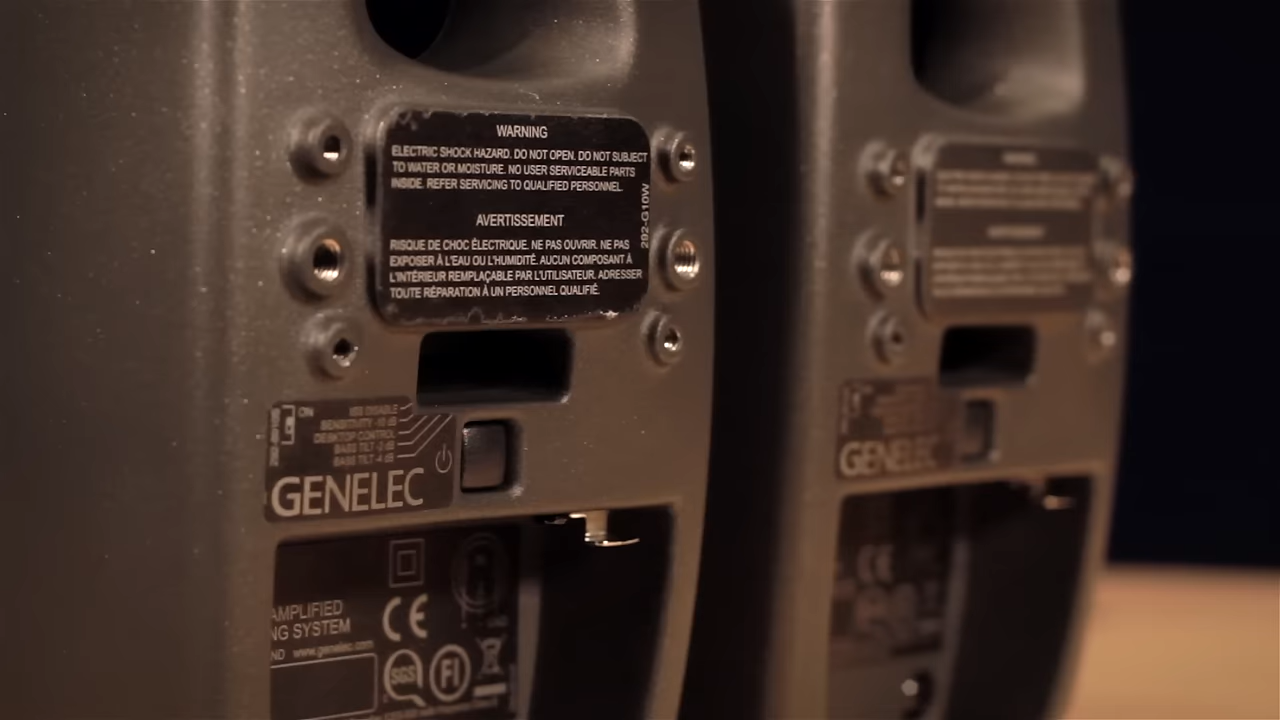 WARNING
ELECTRIC SHOCK HAZARD. DO NOT OPEN. DO NOT SUBJECT
TO WATER OR MOISTURE. NO USER SERVICEABLE PARTS
INSIDE. REFER SERVICING TO QUALIFIED PERSONNEL.
AVERTISSEMENT
RISQUE DE CHOC ÉLECTRIQUE. NE PAS OUVRIR. NE PAS
EXPOSER À L'EAU OU L'HUMIDITÉ. AUCUN COMPOSANT À
L'INTÉRIEUR REMPLAÇABLE PAR L'UTILISATEUR. ADRESSER
TOUTE RÉPARATION À UN PERSONNEL QUALIFIÉ.
292-G10W
ON
ISS DISABLE
SENSITIVITY -10 dB
DESKTOP CONTROL
BASS TILT -2 dB
BASS TILT -4 dB
GENELEC
AMPLIFIED
NG SYSTEM
ND www.genelec.com
CE
SGS
FI
GENELEC
CE